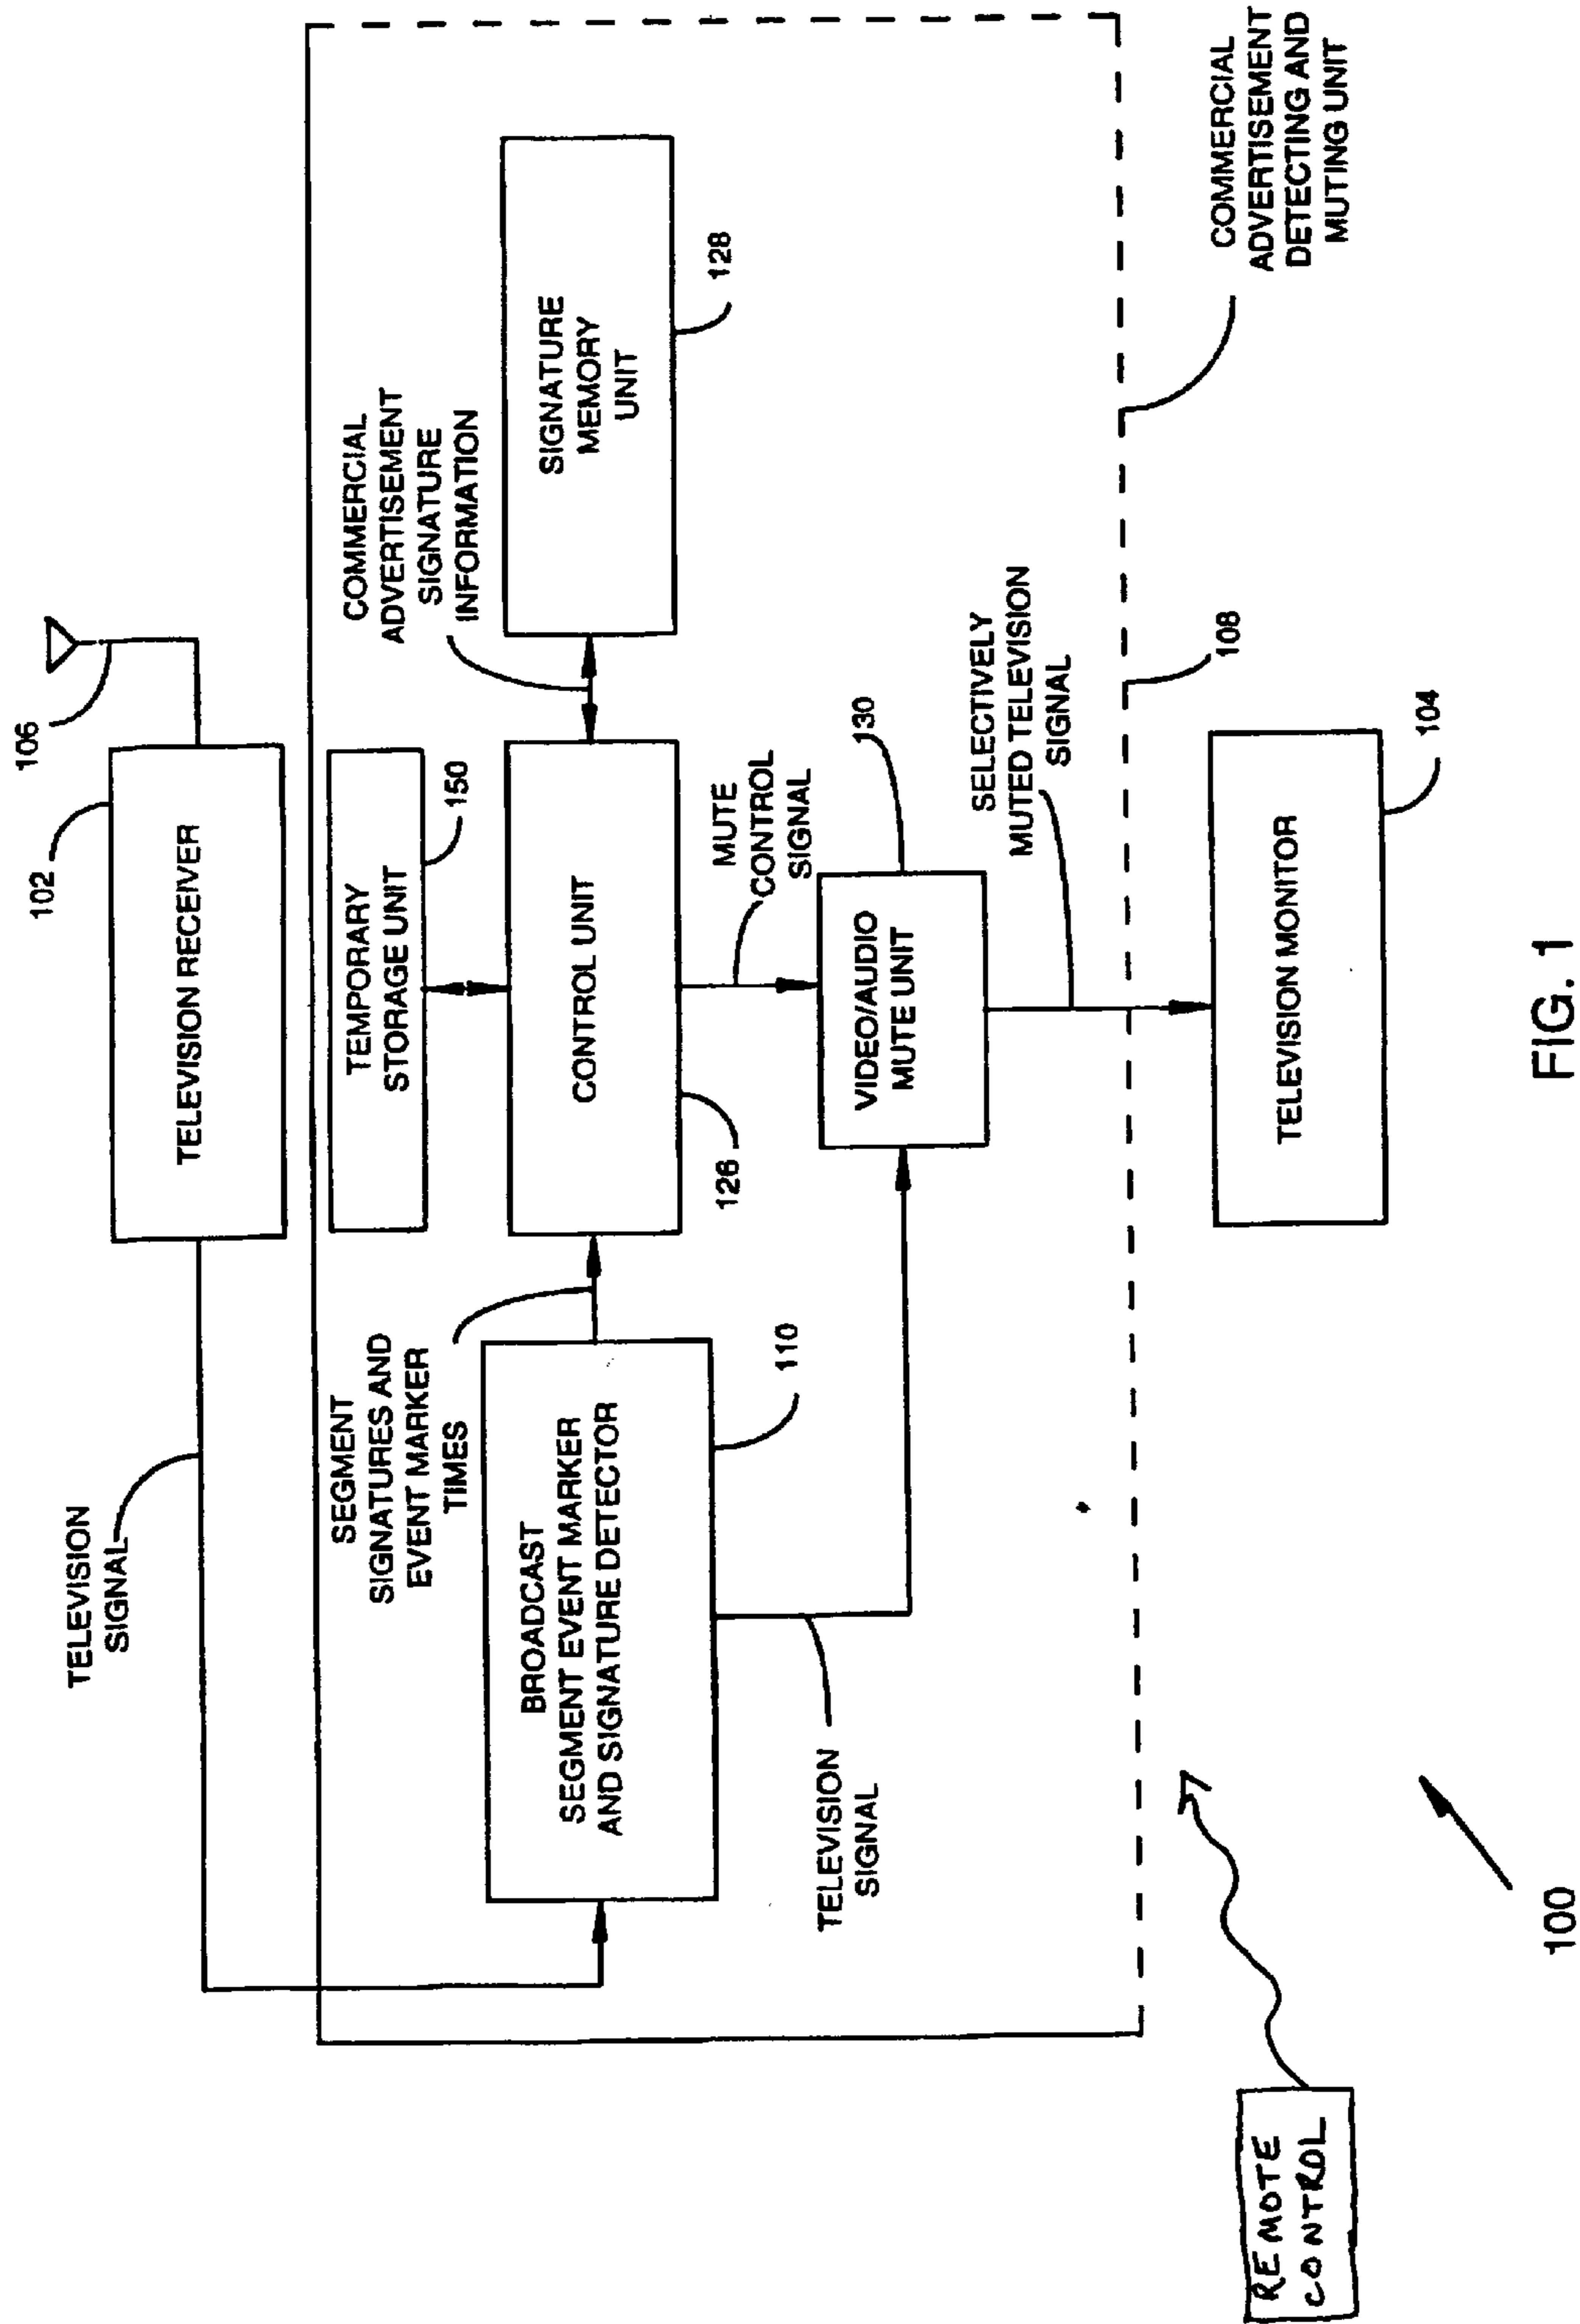 106
102
TELEVISION RECEIVER
TELEVISION
SIGNAL
TEMPORARY
STORAGE UNIT
150
COMMERCIAL
ADVERTISEMENT
SIGNATURE
INFORMATION
SEGMENT
SIGNATURES AND
EVENT MARKER
TIMES
BROADCAST
SEGMENT EVENT MARKER
AND SIGNATURE DETECTOR
110
CONTROL UNIT
126
SIGNATURE
MEMORY
UNIT
128
MUTE
CONTROL
SIGNAL
TELEVISION
SIGNAL
VIDEO/AUDIO
MUTE UNIT
130
SELECTIVELY
MUTED TELEVISION
SIGNAL
108
COMMERCIAL
ADVERTISEMENT
DETECTING AND
MUTING UNIT
REMOTE
CONTROL
TELEVISION MONITOR
104
100
FIG. 1